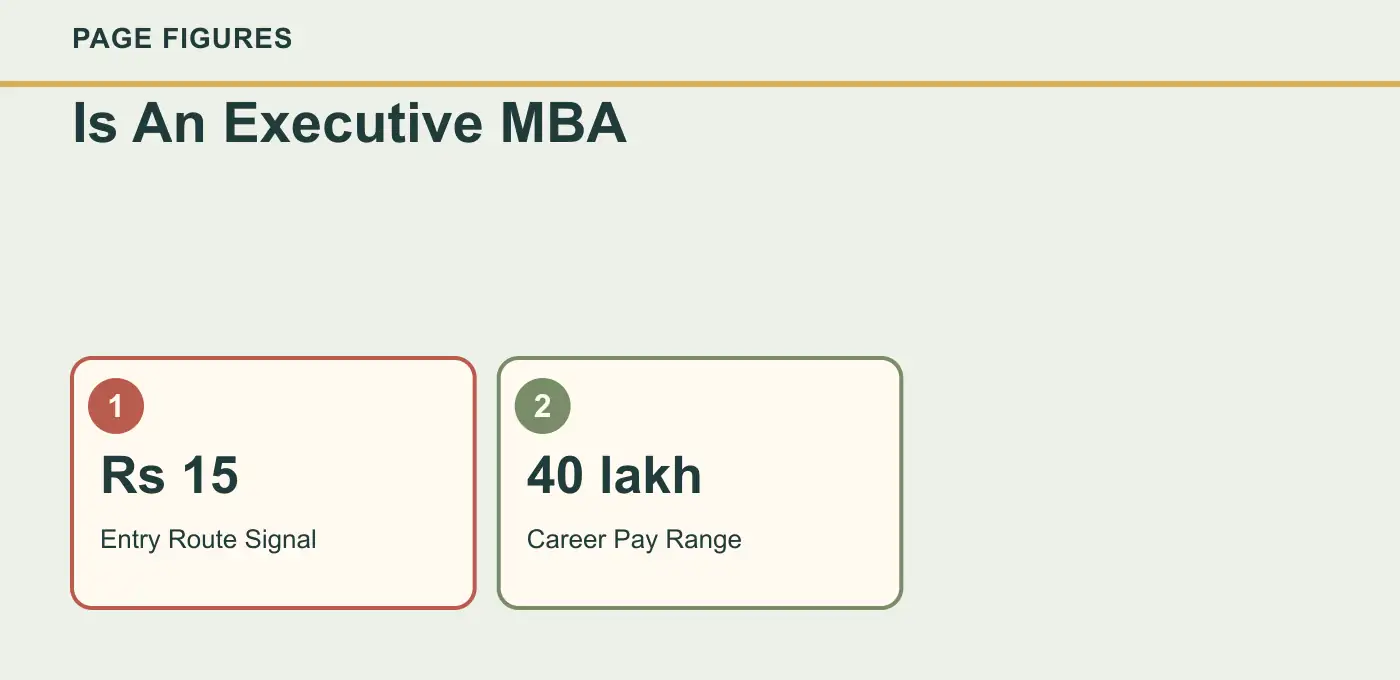 PAGE FIGURES
Is An Executive MBA
1
Rs 15
Entry Route Signal
2
40 lakh
Career Pay Range